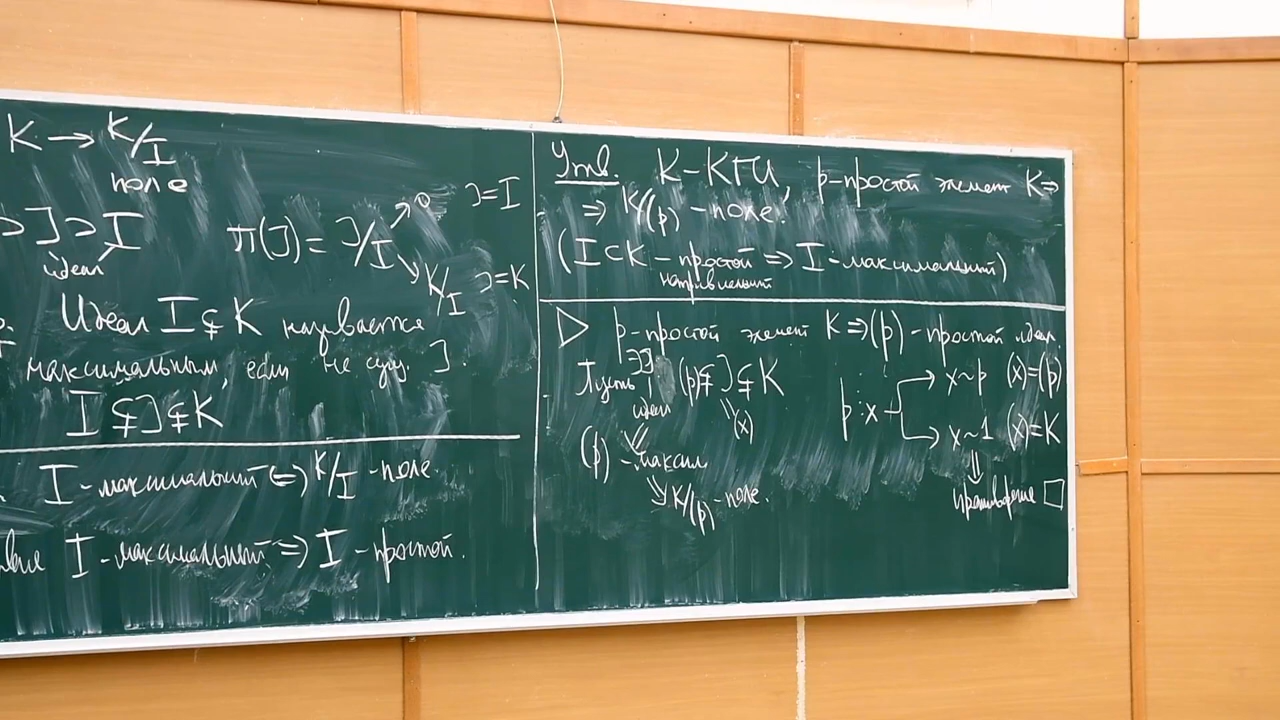 K → K/I
поле
⊃ J ⊃ I
идеал
π(J) = J/I
↗ 0 J = I
↘ K/I J = K
Идеал I ⊊ K называется
максимальным, если не сущ. J:
I ⊊ J ⊊ K
I - максимальный ⇔ K/I - поле.
I - максимальный ⇒ I - простой.
Утв. K - КГИ, p - простой элемент K ⇒
⇒ K/(p) - поле.
(I ⊂ K - простой ⇒ I - максимальный)
▷ p - простой элемент K ⇒ (p) - простой идеал
Пусть ∃J (p) ⊊ J ⊊ K
идеал
(x)
p ⋮ x
→ x ~ p (x) = (p)
→ x ~ 1 (x) = K
⇓
противоречие □
⇓
(p) - максим
⇓
K/(p) - поле.